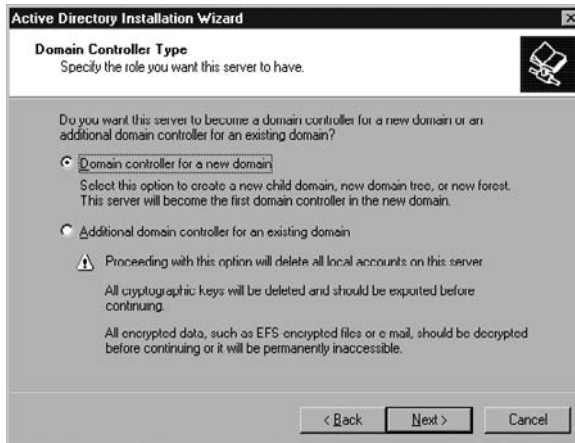 Active Directory Installation Wizard
Domain Controller Type
Specify the role you want this server to have.
Do you want this server to become a domain controller for a new domain or an
additional domain controller for an existing domain?
Domain controller for a new domain
Select this option to create a new child domain, new domain tree, or new forest.
This server will become the first domain controller in the new domain.
Additional domain controller for an existing domain
Proceeding with this option will delete all local accounts on this server.
All cryptographic keys will be deleted and should be exported before
continuing.
All encrypted data, such as EFS-encrypted files or e-mail, should be decrypted
before continuing or it will be permanently inaccessible.
< Back Next > Cancel